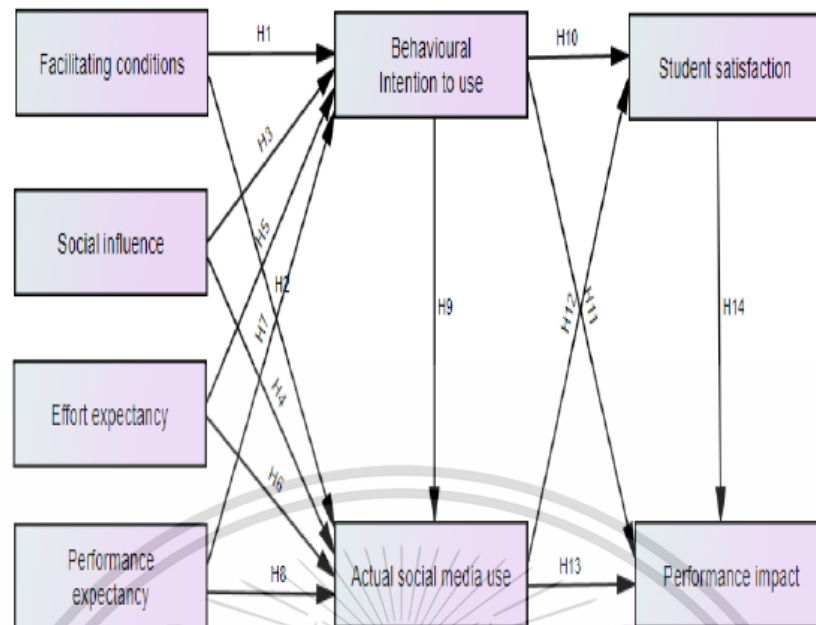 H1
Facilitating conditions
Behavioural
Intention to use
H10
Student satisfaction
H3
Social influence
H5
H2
H7
H9
H12
H11
H14
Effort expectancy
H4
H6
Performance
expectancy
H8
Actual social media use
H13
Performance impact